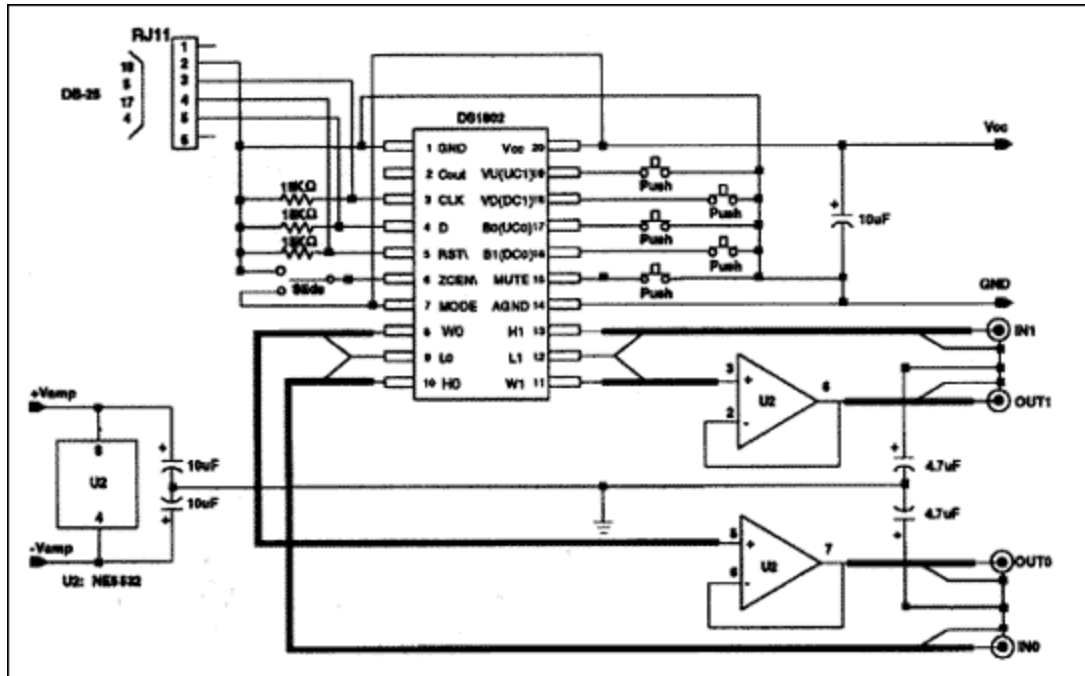 RJ11
1
2
3
4
5
6
DB-25
18
5
17
4
DS1802
1 GND
2 Cout
3 CLK
4 D
5 RST\
6 ZCEN\
7 MODE
8 W0
9 L0
10 H0
Vcc 20
VU(UC1) 19
VD(DC1) 18
B0(UC0) 17
B1(DC0) 16
MUTE 15
AGND 14
H1 13
L1 12
W1 11
Push
Push
Push
Push
Push
15KΩ
15KΩ
15KΩ
Slide
Vcc
10uF
GND
IN1
OUT1
3
+
2
-
U2
6
+
4.7uF
+
4.7uF
+Vamp
8
U2
4
+
10uF
10uF
+
-Vamp
U2: NE5532
5
+
6
-
U2
7
OUT0
IN0